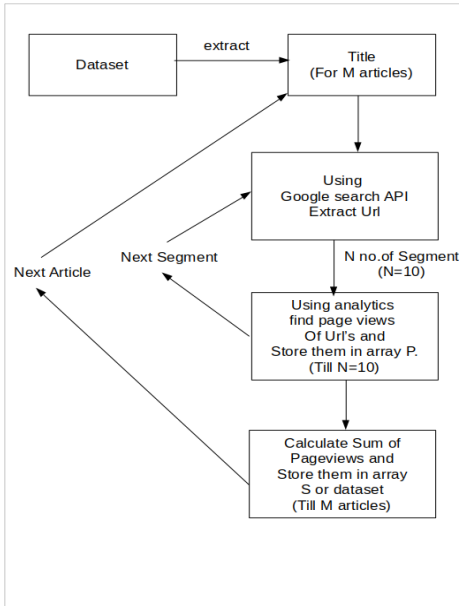 Dataset
extract
Title
(For M articles)
Using
Google search API
Extract Url
Next Segment
Next Article
N no.of Segment
(N=10)
Using analytics
find page views
Of Url's and
Store them in array P.
(Till N=10)
Calculate Sum of
Pageviews and
Store them in array
S or dataset
(Till M articles)